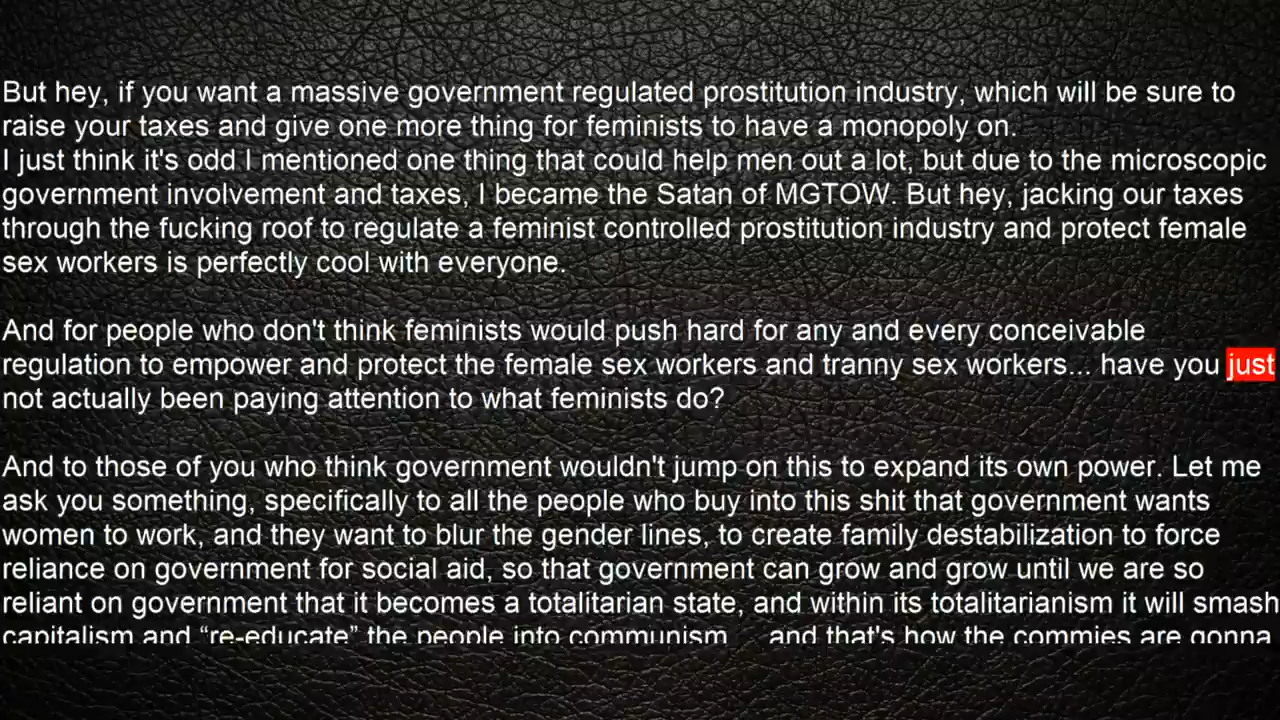 But hey, if you want a massive government regulated prostitution industry, which will be sure to
raise your taxes and give one more thing for feminists to have a monopoly on.
I just think it's odd I mentioned one thing that could help men out a lot, but due to the microscopic
government involvement and taxes, I became the Satan of MGTOW. But hey, jacking our taxes
through the fucking roof to regulate a feminist controlled prostitution industry and protect female
sex workers is perfectly cool with everyone.
And for people who don't think feminists would push hard for any and every conceivable
regulation to empower and protect the female sex workers and tranny sex workers... have you just
not actually been paying attention to what feminists do?
And to those of you who think government wouldn't jump on this to expand its own power. Let me
ask you something, specifically to all the people who buy into this shit that government wants
women to work, and they want to blur the gender lines, to create family destabilization to force
reliance on government for social aid, so that government can grow and grow until we are so
reliant on government that it becomes a totalitarian state, and within its totalitarianism it will smash
capitalism and “re-educate” the people into communism and that's how the commies are gonna